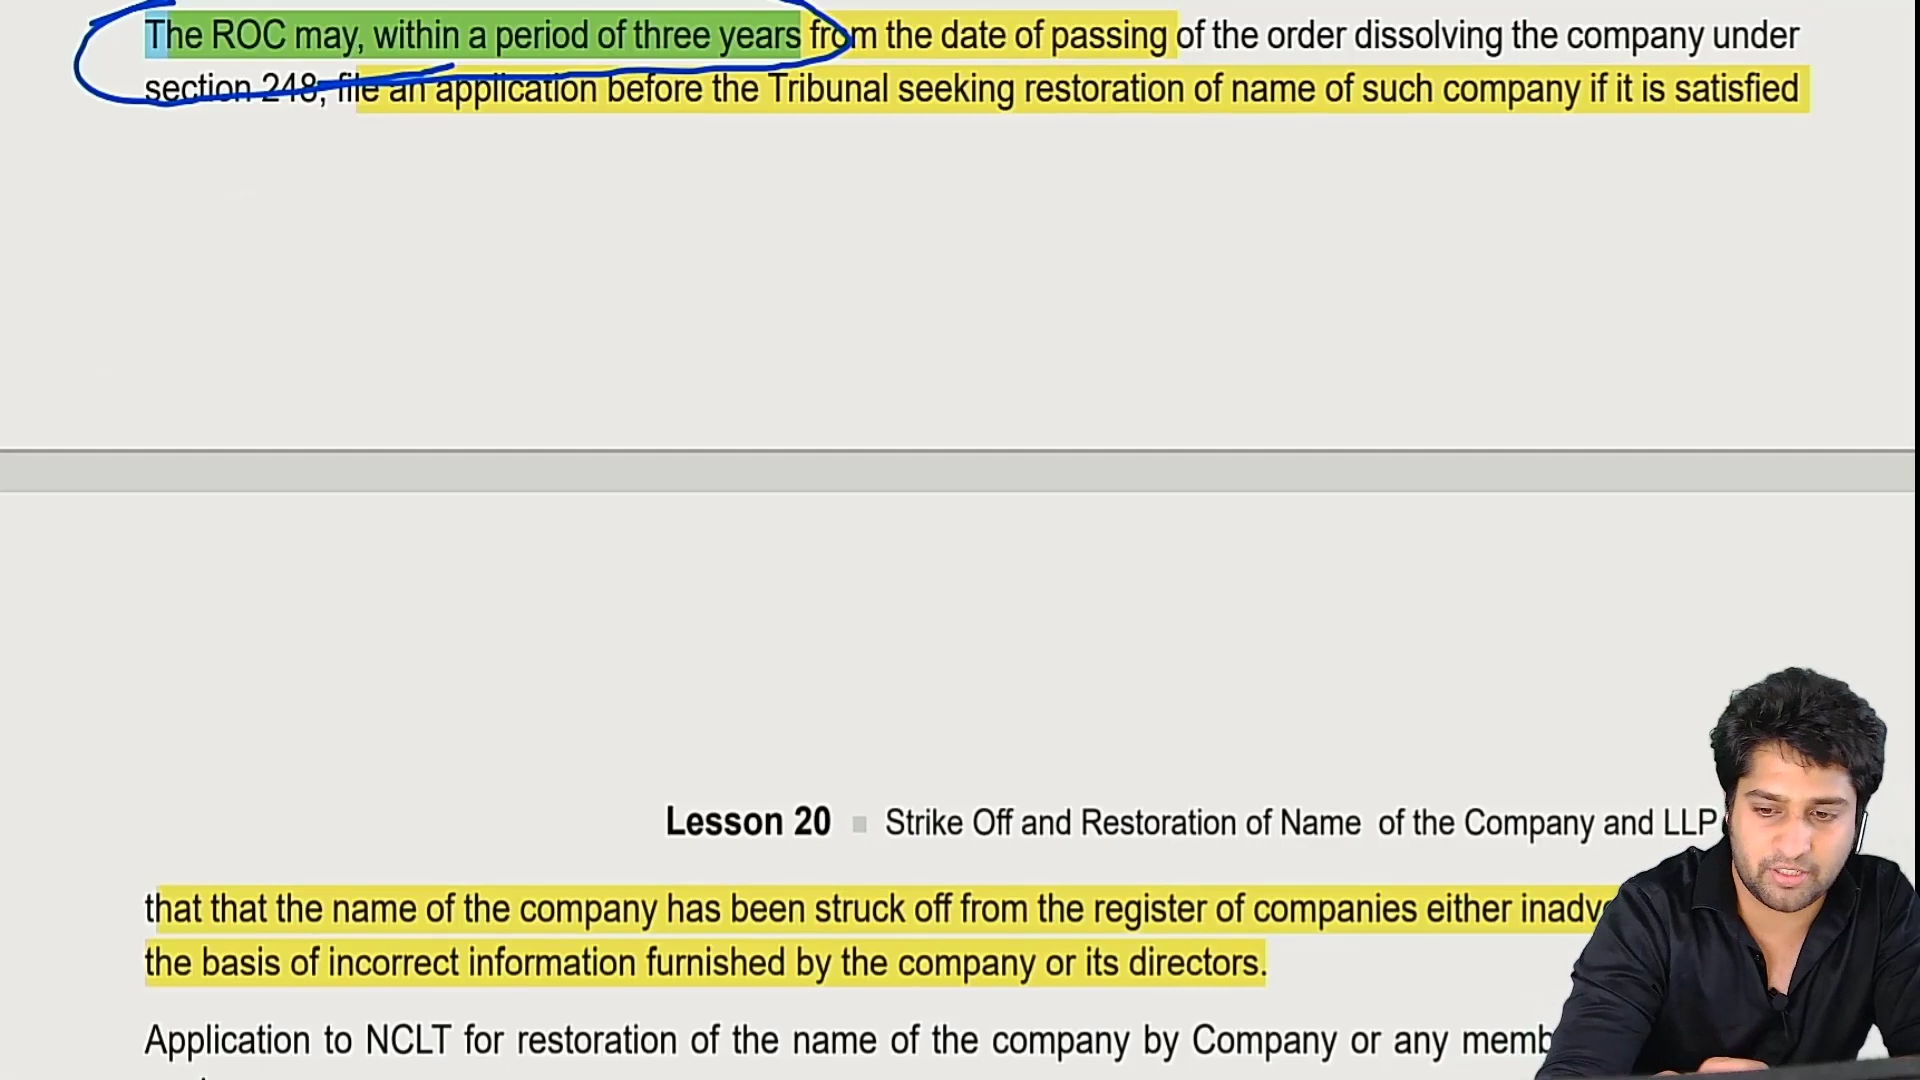 The ROC may, within a period of three years from the date of passing of the order dissolving the company under
section 248, file an application before the Tribunal seeking restoration of name of such company if it is satisfied
Lesson 20 ■ Strike Off and Restoration of Name of the Company and LLP
that that the name of the company has been struck off from the register of companies either
the basis of incorrect information furnished by the company or its directors.
Application to NCLT for restoration of the name of the company by Company or any